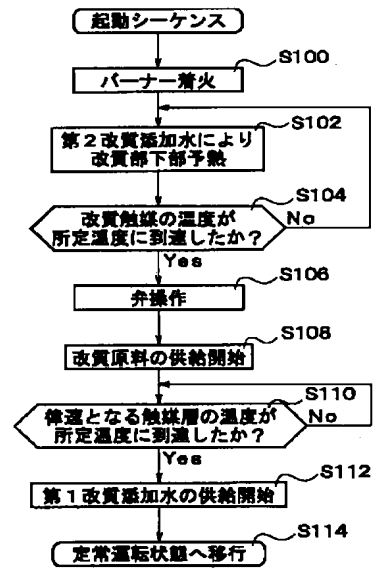 起動シーケンス
S100
バーナー着火
S102
第2改質添加水により
改質部下部予熱
S104
改質触媒の温度が
所定温度に到達したか?
No
Yes
S106
弁操作
S108
改質原料の供給開始
S110
律速となる触媒層の温度が
所定温度に到達したか?
No
Yes
S112
第1改質添加水の供給開始
S114
定常運転状態へ移行